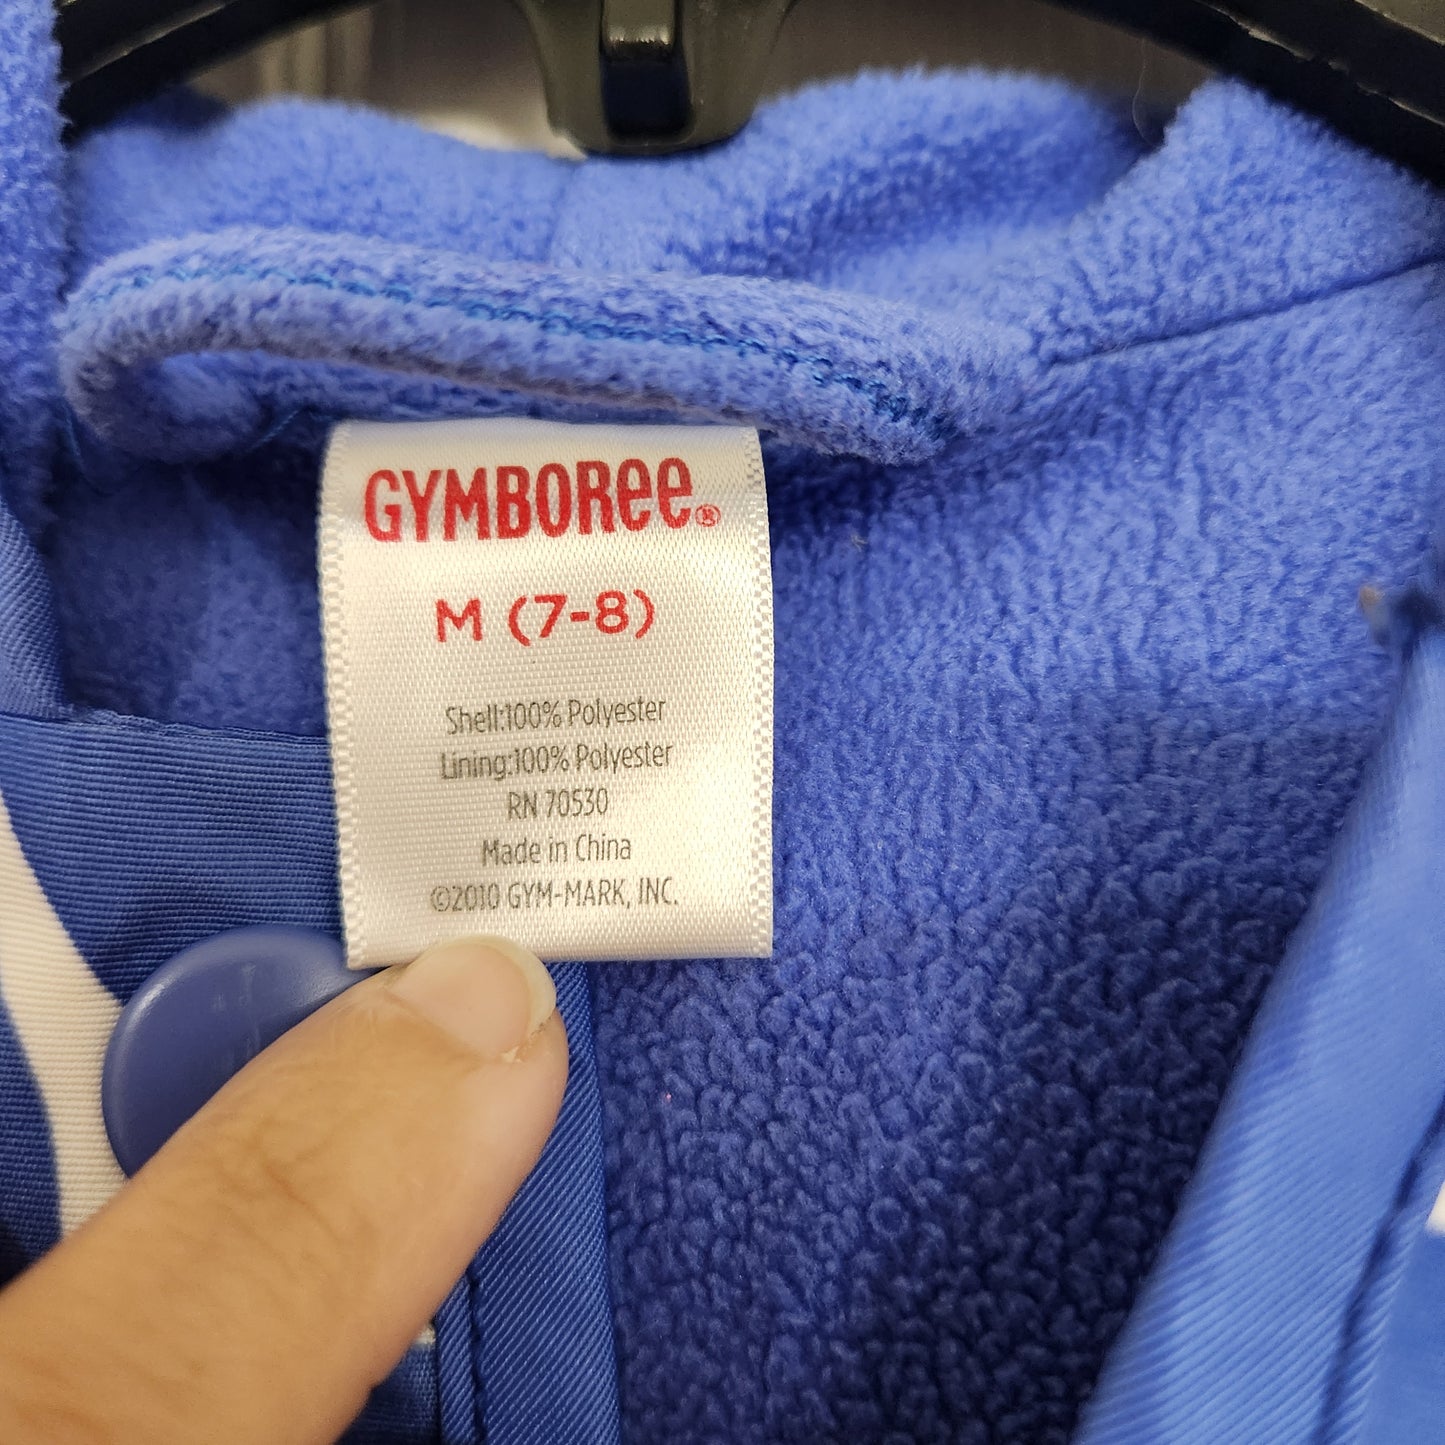 GYMBOREE®
M (7-8)
Shell:100% Polyester
Lining:100% Polyester
RN 70530
Made in China
©2010 GYM-MARK, INC.